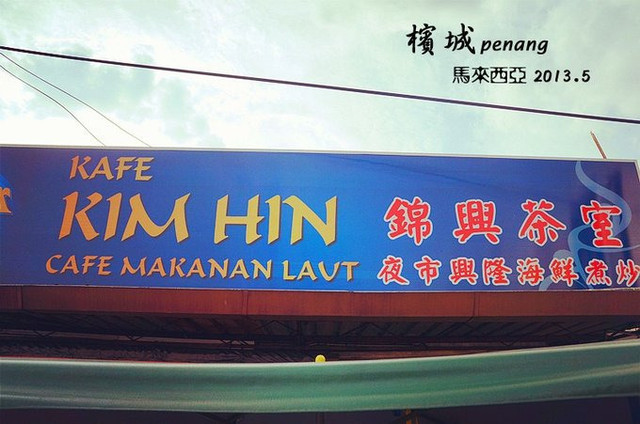 檳城 penang
馬來西亞 2013.5
KAFE
KIM HIN
錦興茶室
CAFE MAKANAN LAUT
夜市興隆海鮮煮炒